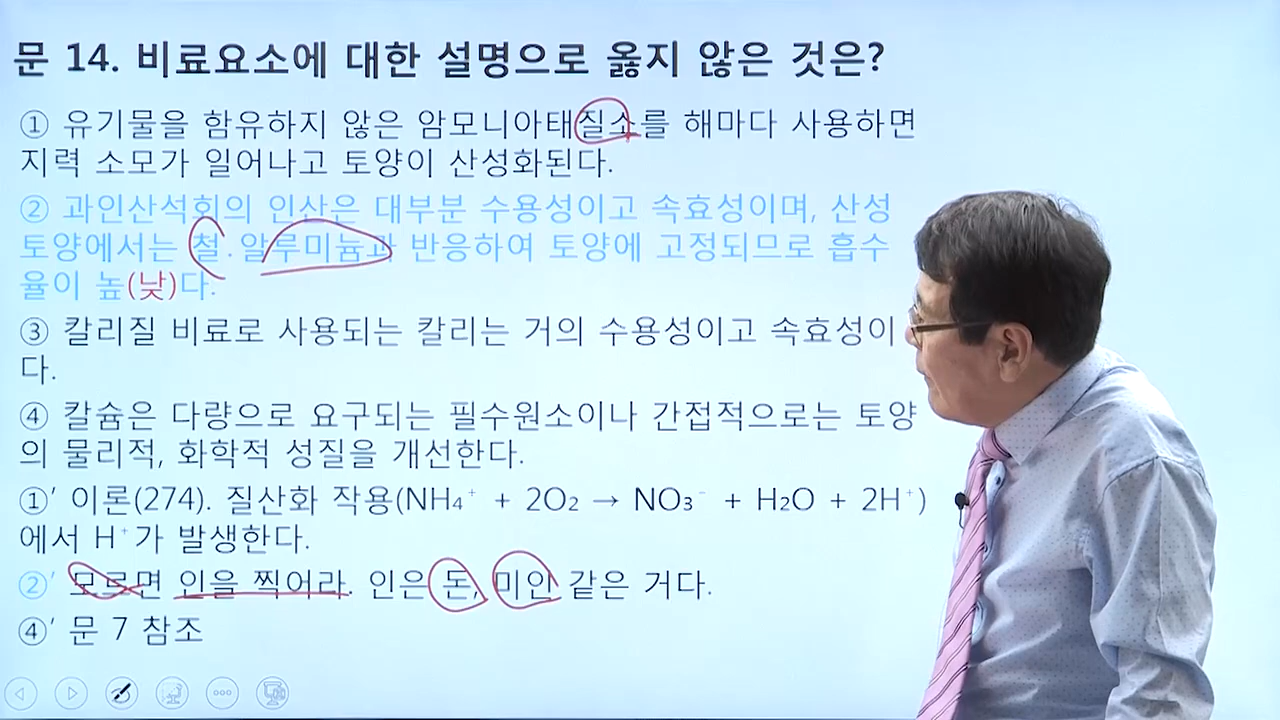 문 14. 비료요소에 대한 설명으로 옳지 않은 것은?
① 유기물을 함유하지 않은 암모니아태질소를 해마다 사용하면
지력 소모가 일어나고 토양이 산성화된다.
② 과인산석회의 인산은 대부분 수용성이고 속효성이며, 산성
토양에서는 철·알루미늄과 반응하여 토양에 고정되므로 흡수
율이 높(낮)다.
③ 칼리질 비료로 사용되는 칼리는 거의 수용성이고 속효성이
다.
④ 칼슘은 다량으로 요구되는 필수원소이나 간접적으로는 토양
의 물리적, 화학적 성질을 개선한다.
①′ 이론(274). 질산화 작용(NH₄⁺ + 2O₂ → NO₃⁻ + H₂O + 2H⁺)
에서 H⁺가 발생한다.
②′ 모르면 인을 찍어라. 인은 돈, 미인 같은 거다.
④′ 문 7 참조